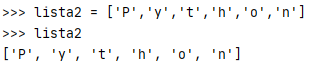 >>> lista2 = ['P','y','t','h','o','n']
>>> lista2
['P', 'y', 't', 'h', 'o', 'n']